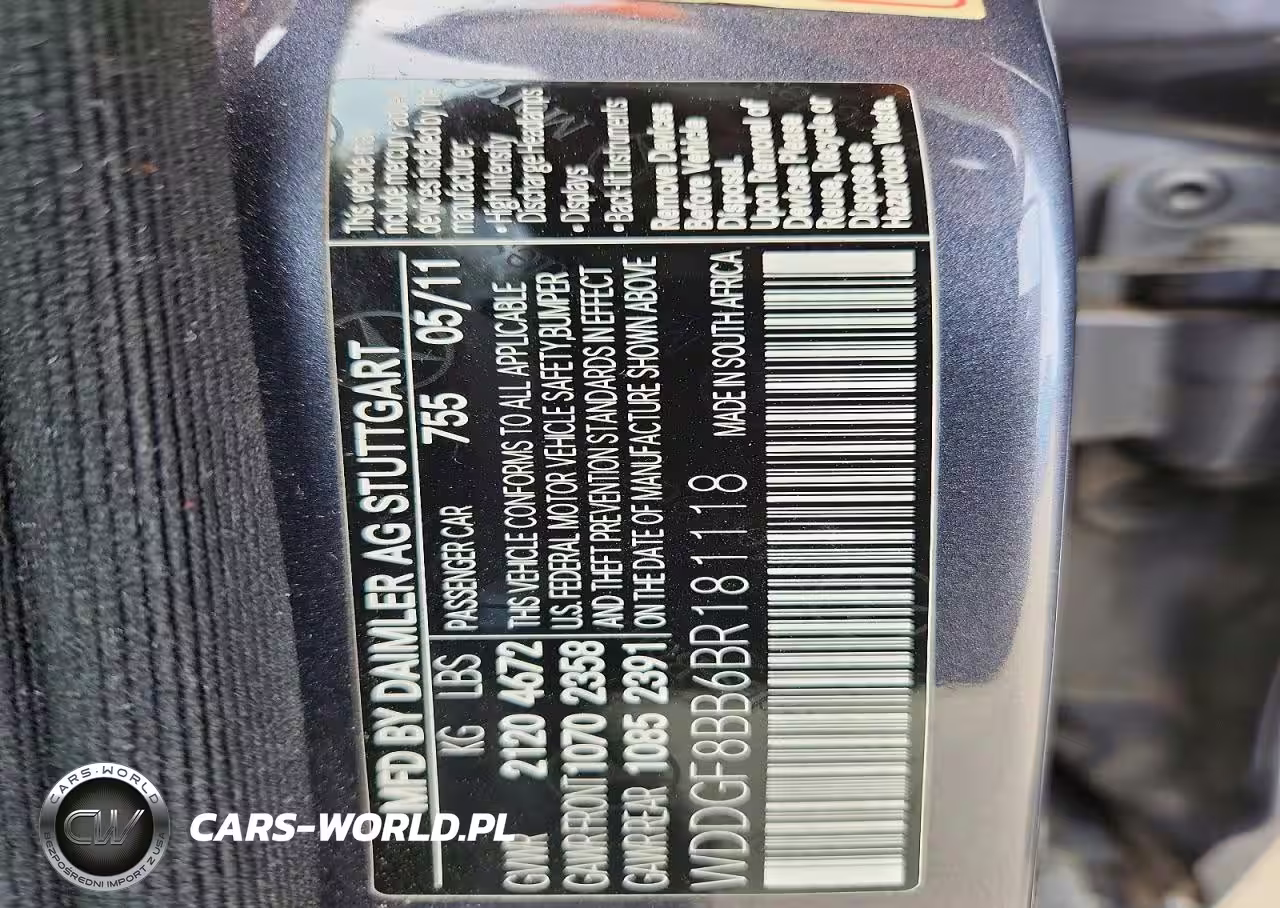 MFD BY DAIMLER AG STUTTGART
KG LBS
755 05/11
GVWR 2120 4672
PASSENGER CAR
GAWR FRONT 1070 2358
GAWR REAR 1085 2391
THIS VEHICLE CONFORMS TO ALL APPLICABLE
U.S. FEDERAL MOTOR VEHICLE SAFETY, BUMPER
AND THEFT PREVENTION STANDARDS IN EFFECT
ON THE DATE OF MANUFACTURE SHOWN ABOVE
WDDGF8BB6BR181118
MADE IN SOUTH AFRICA
This vehicle
include mercury
devices installed by the
manufacture
· High Intensity
Discharge Headlamps
· Displays
· Back-lit Instruments
Remove Devices
Before Vehicle
Disposal.
Upon Removal of
Devices Please
Reuse, Recycle or
Dispose as
Hazardous Waste.
CARS-WORLD
CW
BEZPOŚREDNI IMPORT Z USA
CARS-WORLD.PL